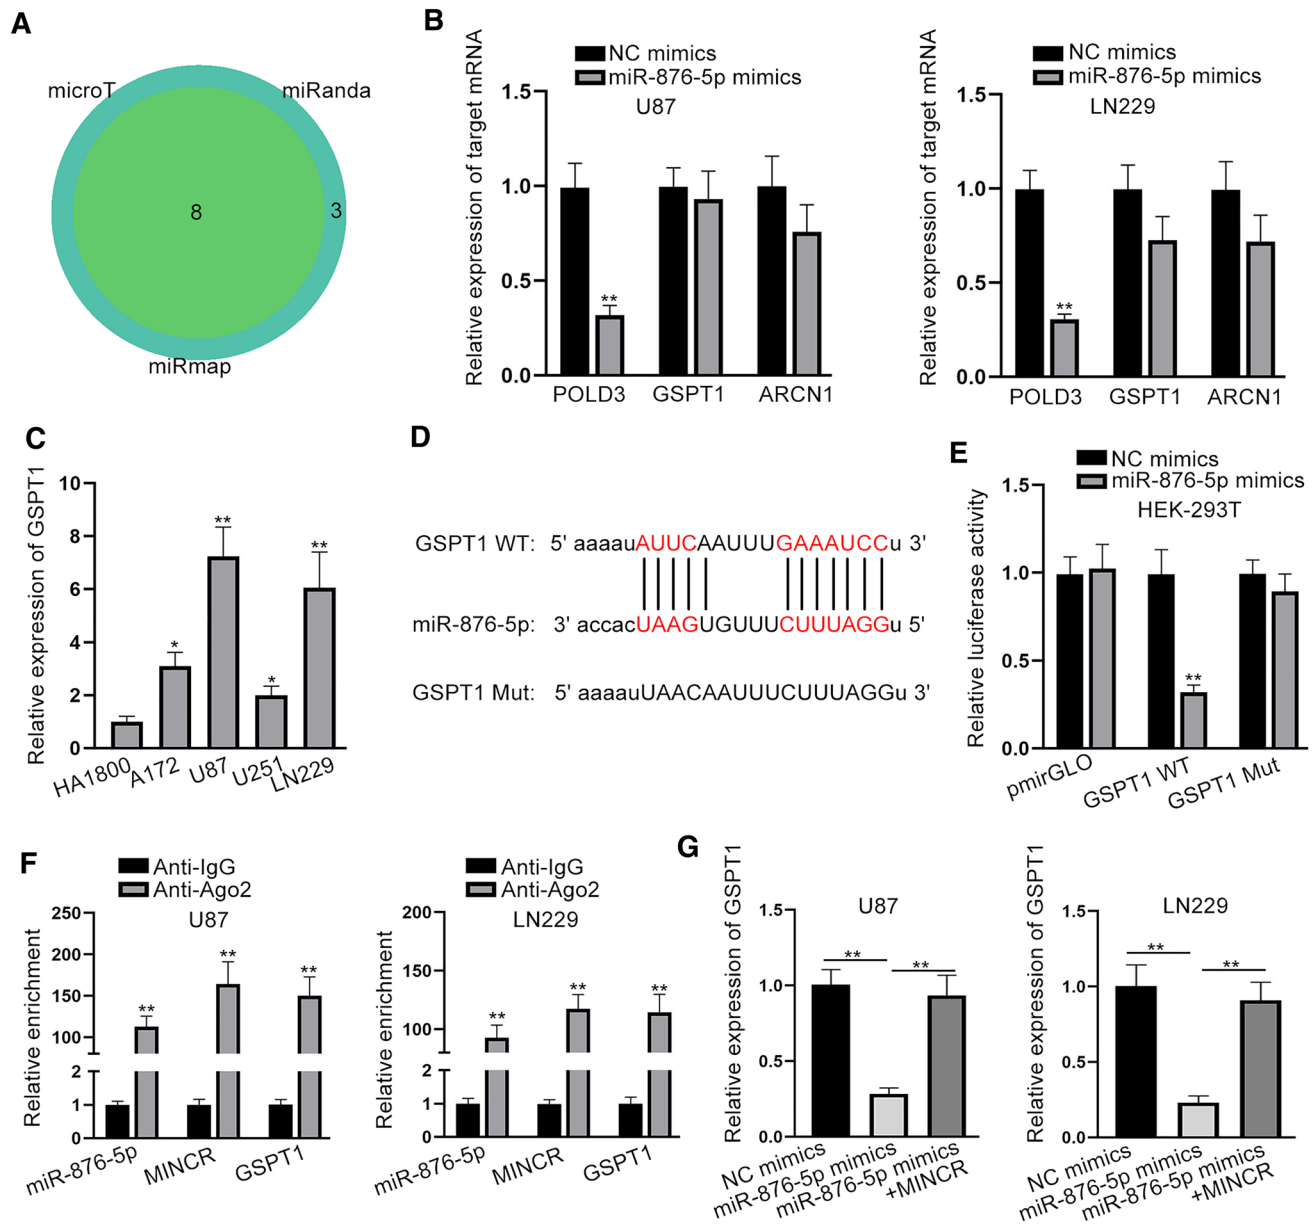 A
microT
miRanda
8
3
miRmap
B
NC mimics
miR-876-5p mimics
U87
Relative expression of target mRNA
1.5
1.0
0.5
0.0
**
POLD3
GSPT1
ARCN1
NC mimics
miR-876-5p mimics
LN229
Relative expression of target mRNA
1.5
1.0
0.5
0.0
**
POLD3
GSPT1
ARCN1
C
Relative expression of GSPT1
10
8
6
4
2
0
*
**
*
**
HA1800
A172
U87
U251
LN229
D
GSPT1 WT: 5' aaaauAUUCAAUUUGAAAUCCu 3'
miR-876-5p: 3' accacUAAGUGUUUCUUUAGGu 5'
GSPT1 Mut: 5' aaaauUAACAAUUUCUUUAGGu 3'
E
NC mimics
miR-876-5p mimics
HEK-293T
Relative luciferase activity
1.5
1.0
0.5
0.0
**
pmirGLO
GSPT1 WT
GSPT1 Mut
F
Anti-IgG
Anti-Ago2
U87
Relative enrichment
250
200
150
100
2
1
0
**
**
**
miR-876-5p
MINCR
GSPT1
Anti-IgG
Anti-Ago2
LN229
Relative enrichment
200
150
100
2
1
0
**
**
**
miR-876-5p
MINCR
GSPT1
G
U87
Relative expression of GSPT1
1.5
1.0
0.5
0.0
**
**
NC mimics
miR-876-5p mimics
miR-876-5p mimics
+MINCR
LN229
Relative expression of GSPT1
1.5
1.0
0.5
0.0
**
**
NC mimics
miR-876-5p mimics
miR-876-5p mimics
+MINCR